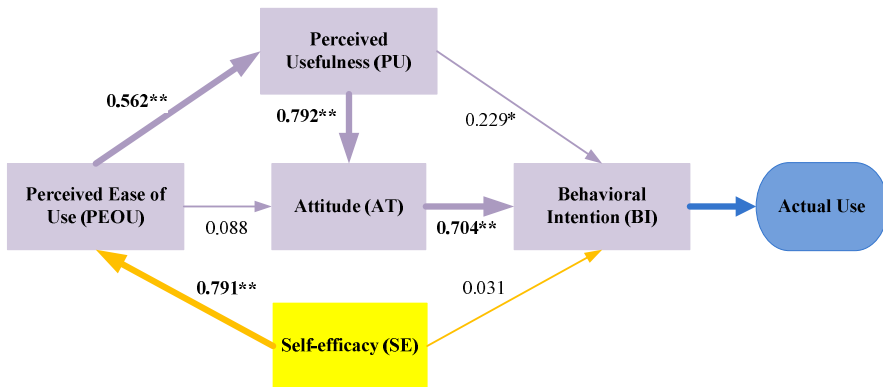 Perceived
Usefulness (PU)
0.562**
0.792**
0.229*
Perceived Ease of
Use (PEOU)
0.088
Attitude (AT)
0.704**
Behavioral
Intention (BI)
Actual Use
0.791**
0.031
Self-efficacy (SE)